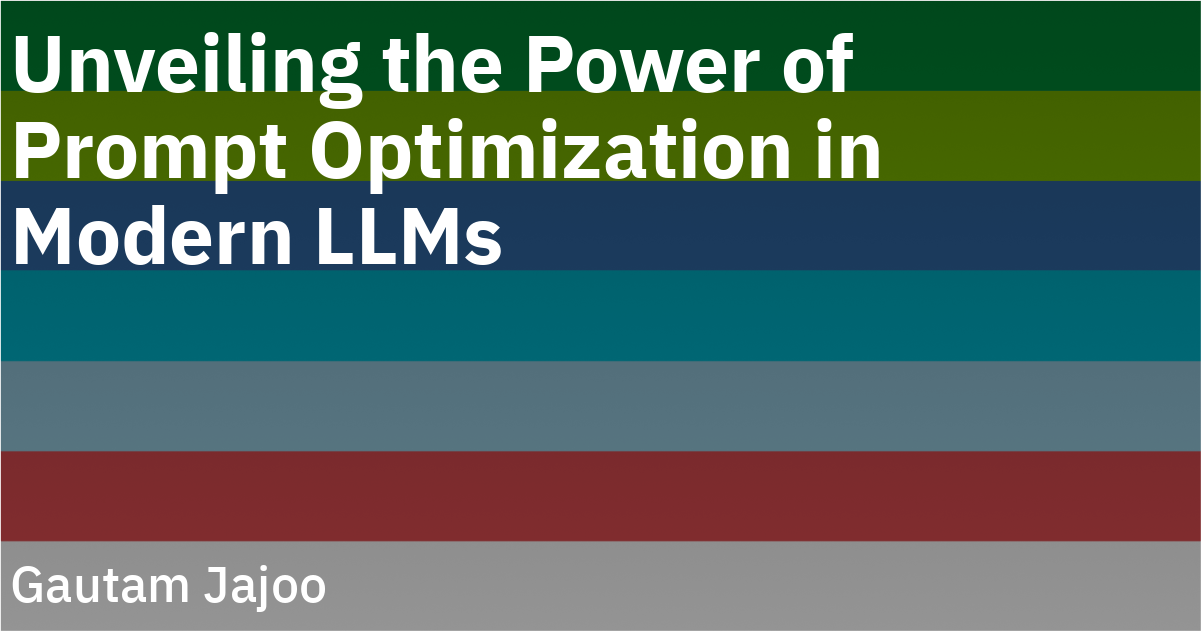 Unveiling the Power of
Prompt Optimization in
Modern LLMs
Gautam Jajoo